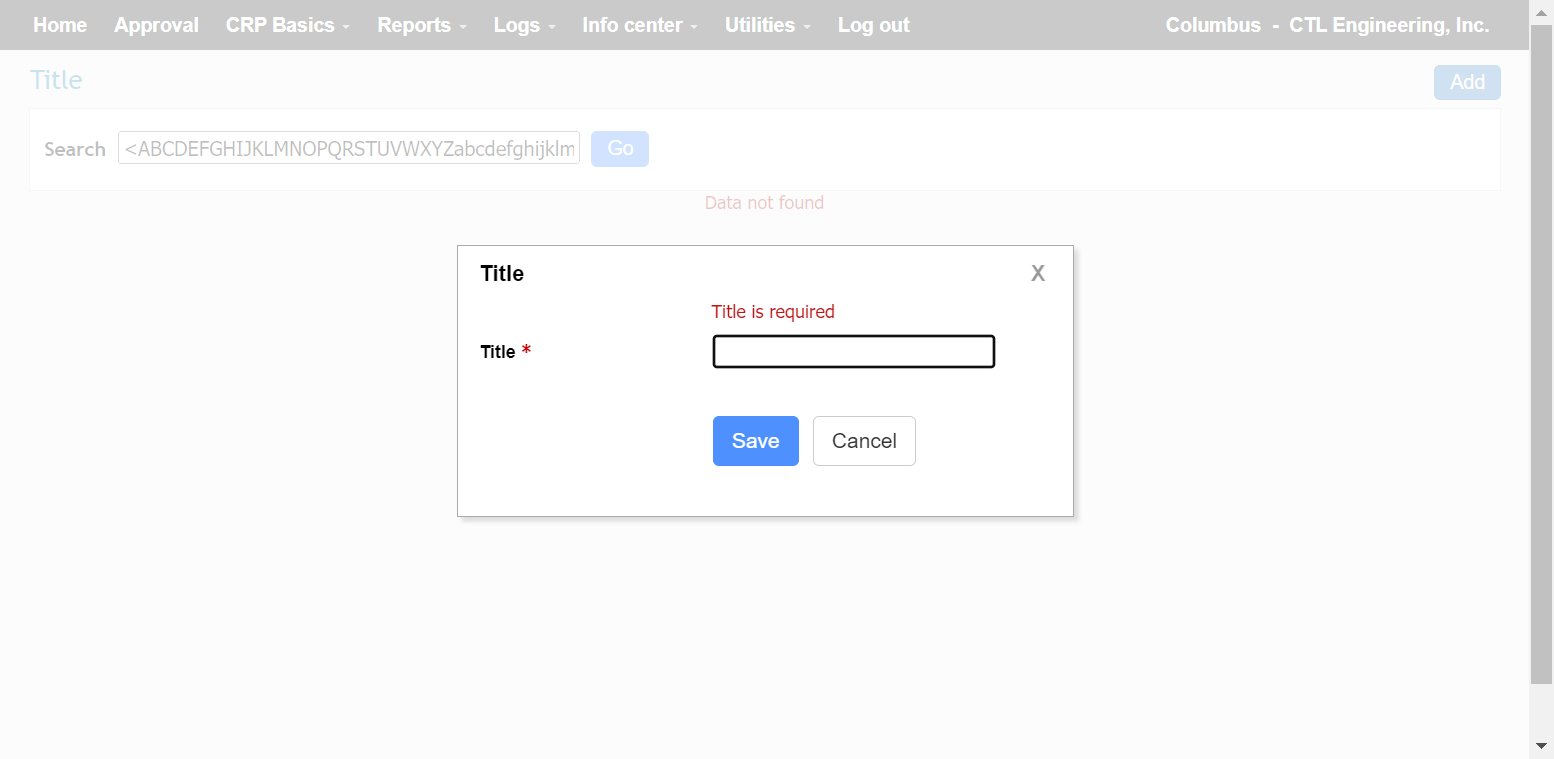 Home Approval CRP Basics Reports Logs Info center Utilities Log out Columbus - CTL Engineering, Inc.
Title Add
Search <ABCDEFGHIJKLMNOPQRSTUVWXYZabcdefghijklm Go
Data not found
Title X
Title is required
Title *
Save Cancel